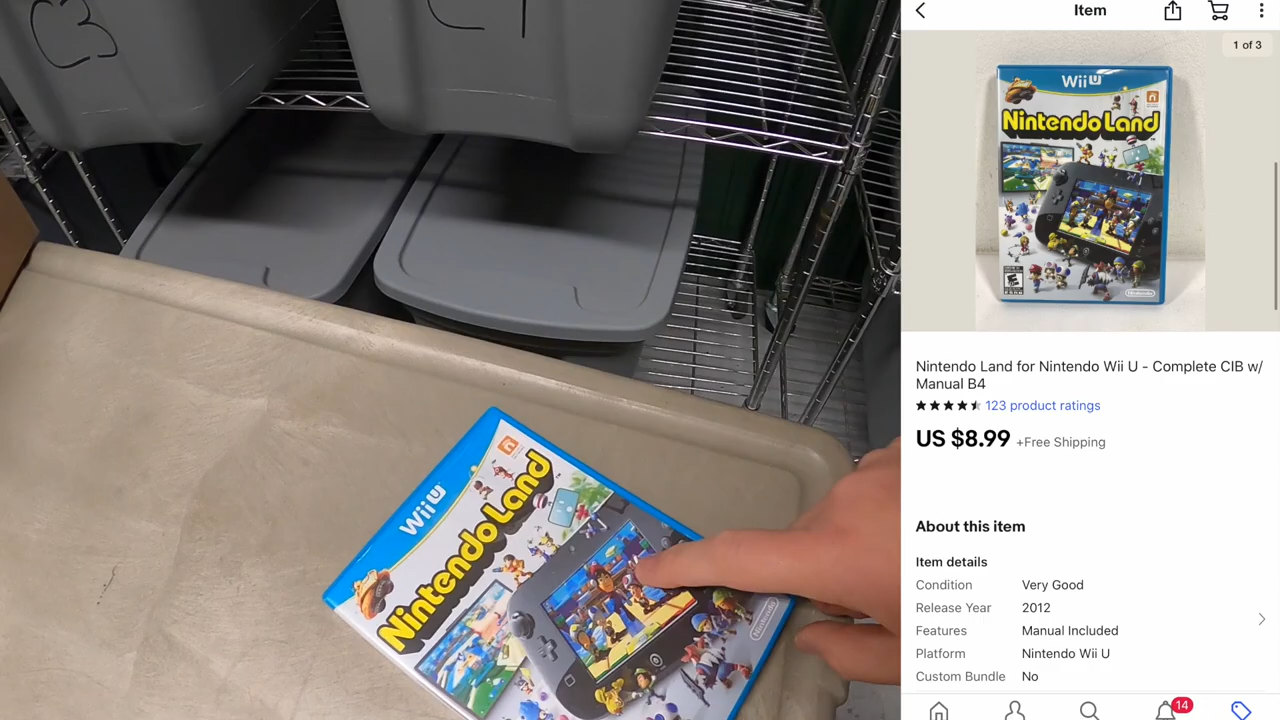 B
Wii U
Nintendo Land
Nintendo
Item
1 of 3
Wii U
Nintendo Land
E
Nintendo
Nintendo Land for Nintendo Wii U - Complete CIB w/
Manual B4
123 product ratings
US $8.99 +Free Shipping
About this item
Item details
Condition Very Good
Release Year 2012
Features Manual Included
Platform Nintendo Wii U
Custom Bundle No
14